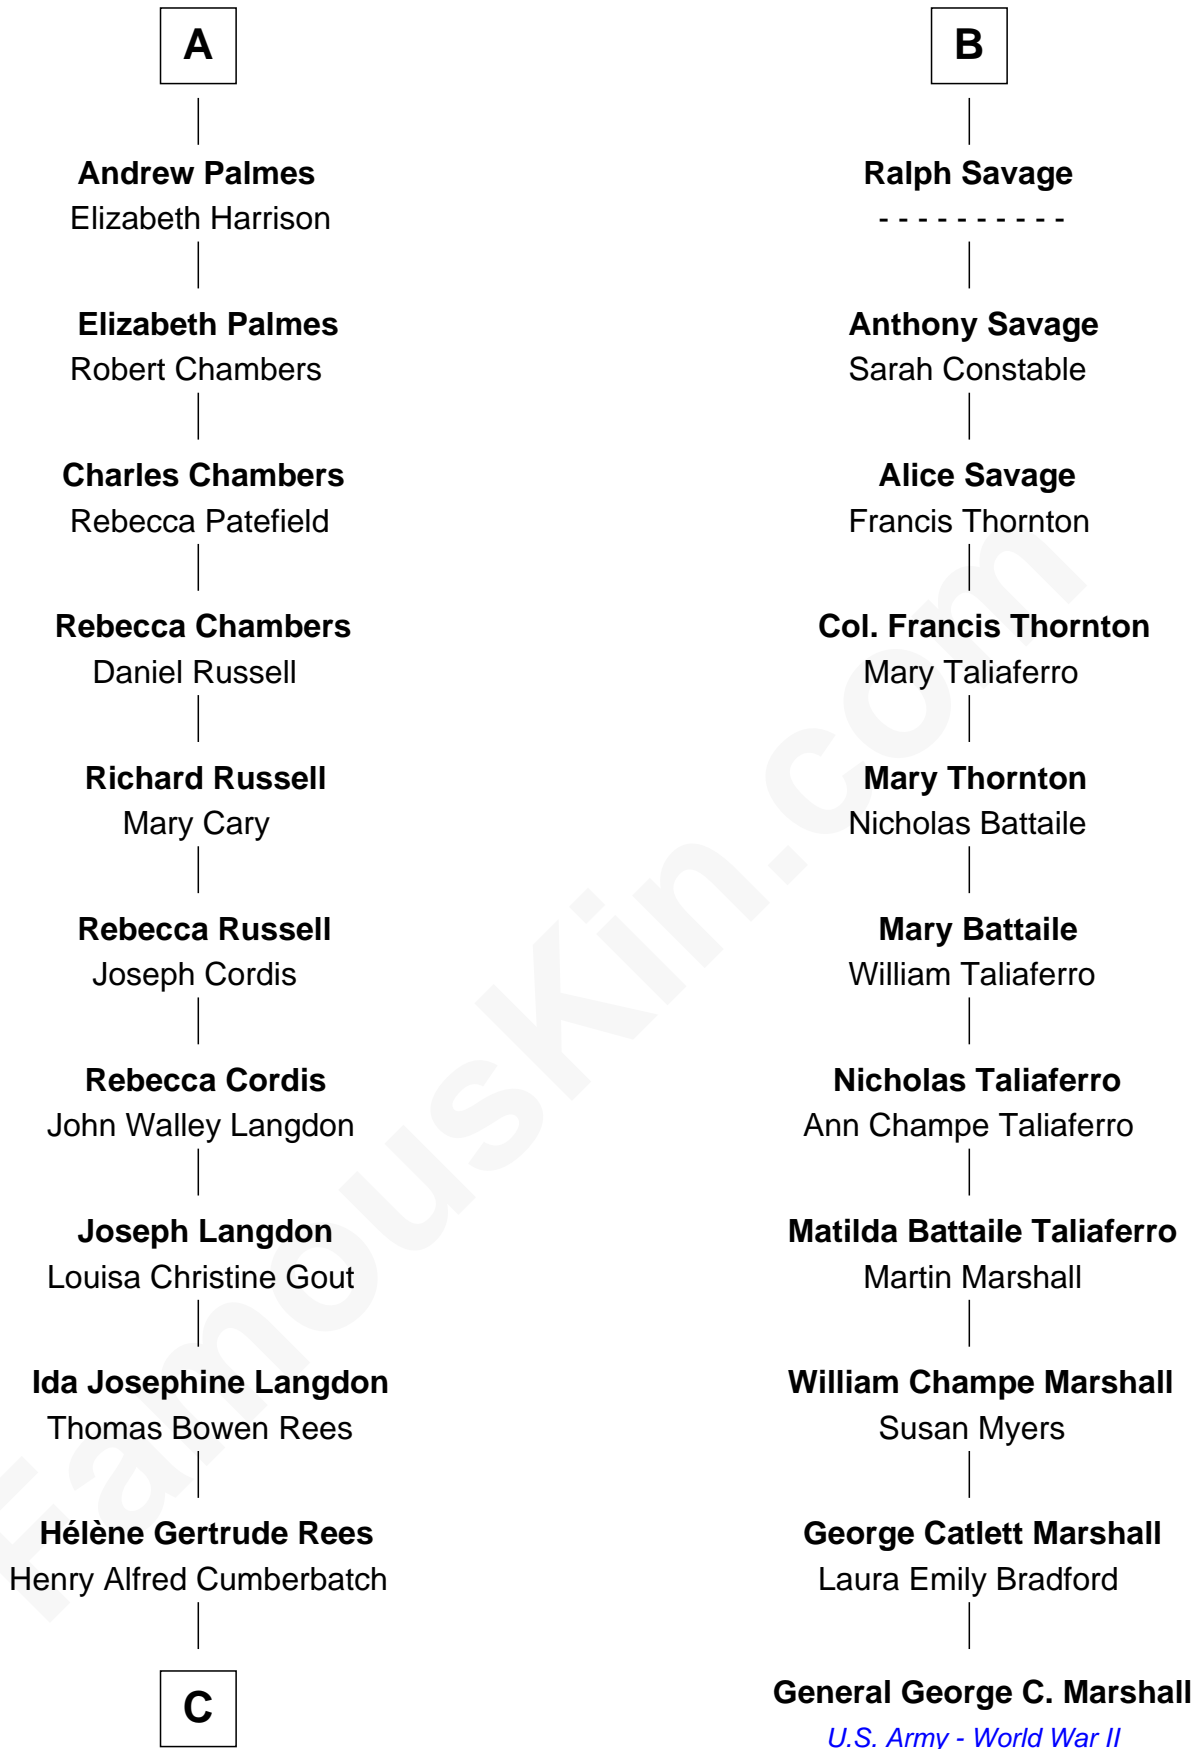 A
Andrew Palmes
Elizabeth Harrison
Elizabeth Palmes
Robert Chambers
Charles Chambers
Rebecca Patefield
Rebecca Chambers
Daniel Russell
Richard Russell
Mary Cary
Rebecca Russell
Joseph Cordis
Rebecca Cordis
John Walley Langdon
Joseph Langdon
Louisa Christine Gout
Ida Josephine Langdon
Thomas Bowen Rees
Hélène Gertrude Rees
Henry Alfred Cumberbatch
C
B
Ralph Savage
- - - - - - - - - -
Anthony Savage
Sarah Constable
Alice Savage
Francis Thornton
Col. Francis Thornton
Mary Taliaferro
Mary Thornton
Nicholas Battaile
Mary Battaile
William Taliaferro
Nicholas Taliaferro
Ann Champe Taliaferro
Matilda Battaile Taliaferro
Martin Marshall
William Champe Marshall
Susan Myers
George Catlett Marshall
Laura Emily Bradford
General George C. Marshall
U.S. Army - World War II
FamousKin.com